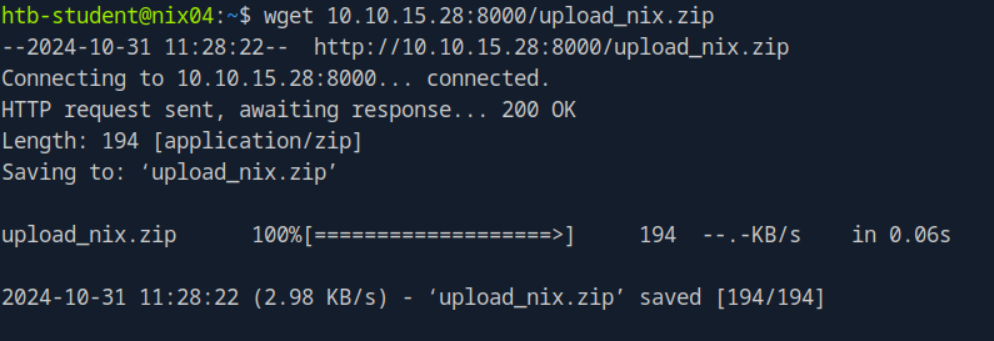 htb-student@nix04:~$ wget 10.10.15.28:8000/upload_nix.zip
--2024-10-31 11:28:22--  http://10.10.15.28:8000/upload_nix.zip
Connecting to 10.10.15.28:8000... connected.
HTTP request sent, awaiting response... 200 OK
Length: 194 [application/zip]
Saving to: ‘upload_nix.zip’
upload_nix.zip      100%[===================>]     194  --.-KB/s    in 0.06s
2024-10-31 11:28:22 (2.98 KB/s) - ‘upload_nix.zip’ saved [194/194]